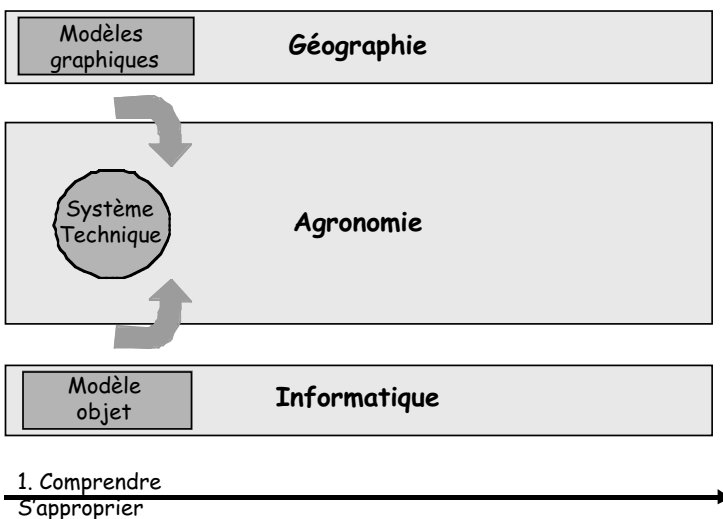 Modèles
graphiques
Géographie
Système
Technique
Agronomie
Modèle
objet
Informatique
1. Comprendre
S'approprier